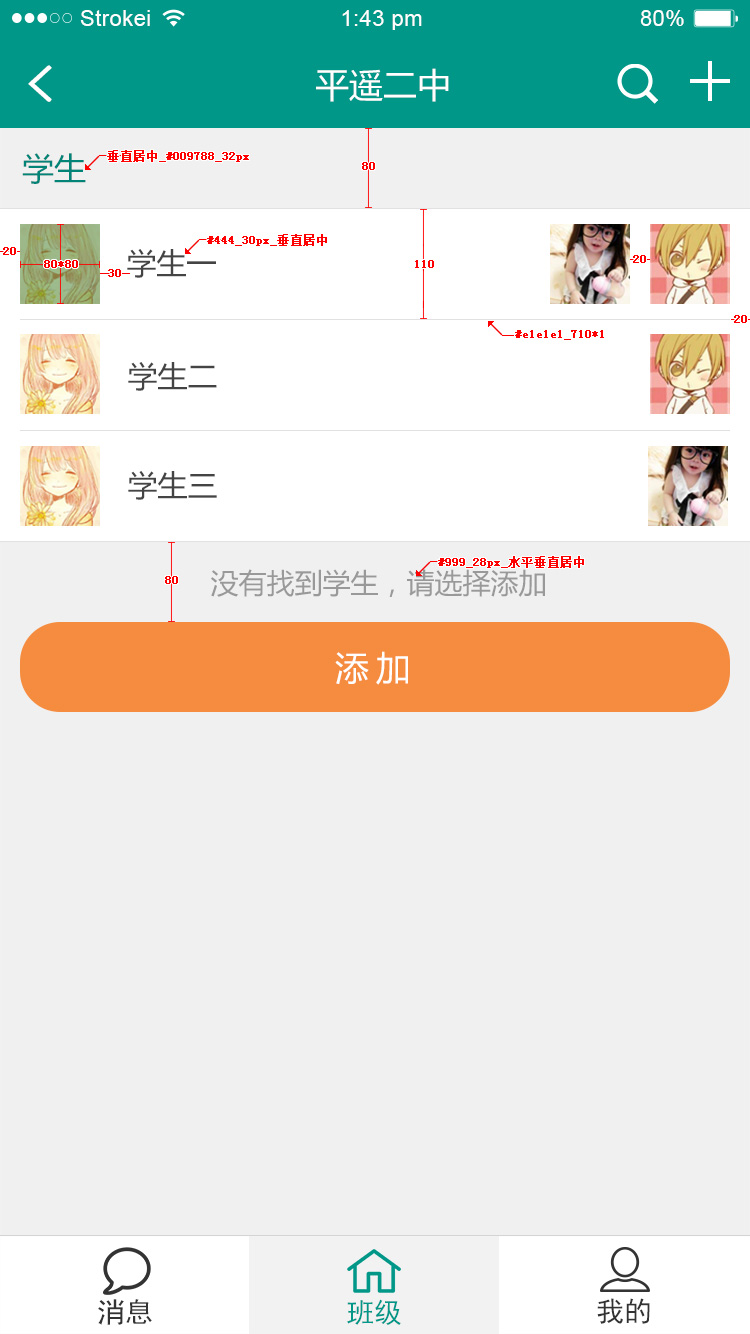 Strokei 1:43 pm 80%
平遥二中
学生 垂直居中_#009788_32px 80
20 80*80 30 学生一 #444_30px_垂直居中 110 20
#e1e1e1_710*1 20
学生二
学生三
80 没有找到学生，请选择添加 #999_28px_水平垂直居中
添加
消息 班级 我的